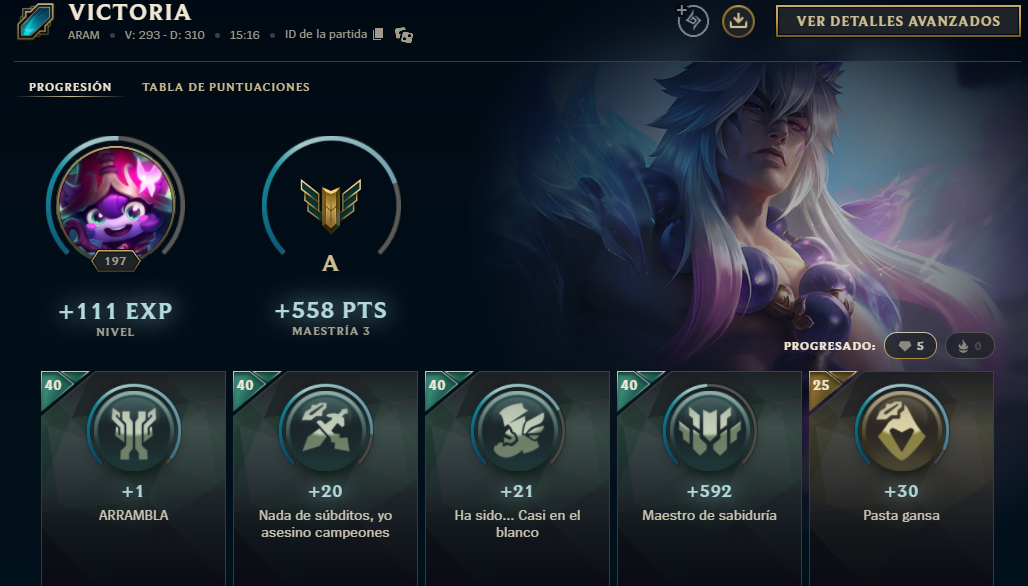 VICTORIA
ARAM • V: 293 - D: 310 • 15:16 • ID de la partida
VER DETALLES AVANZADOS
PROGRESIÓN
TABLA DE PUNTUACIONES
197
A
+111 EXP
NIVEL
+558 PTS
MAESTRÍA 3
PROGRESADO: 5 0
40
+1
ARRAMBLA
40
+20
Nada de súbditos, yo
asesino campeones
40
+21
Ha sido... Casi en el
blanco
40
+592
Maestro de sabiduría
25
+30
Pasta gansa